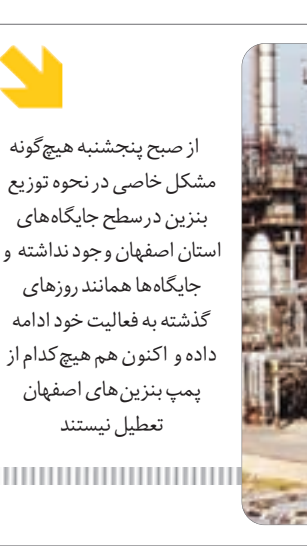 از صبح پنجشنبه هیچ‌گونه
مشکل خاصی در نحوه توزیع
بنزین در سطح جایگاه‌های
استان اصفهان وجود نداشته و
جایگاه‌ها همانند روزهای
گذشته به فعالیت خود ادامه
داده و اکنون هم هیچ کدام از
پمپ بنزین‌های اصفهان
تعطیل نیستند